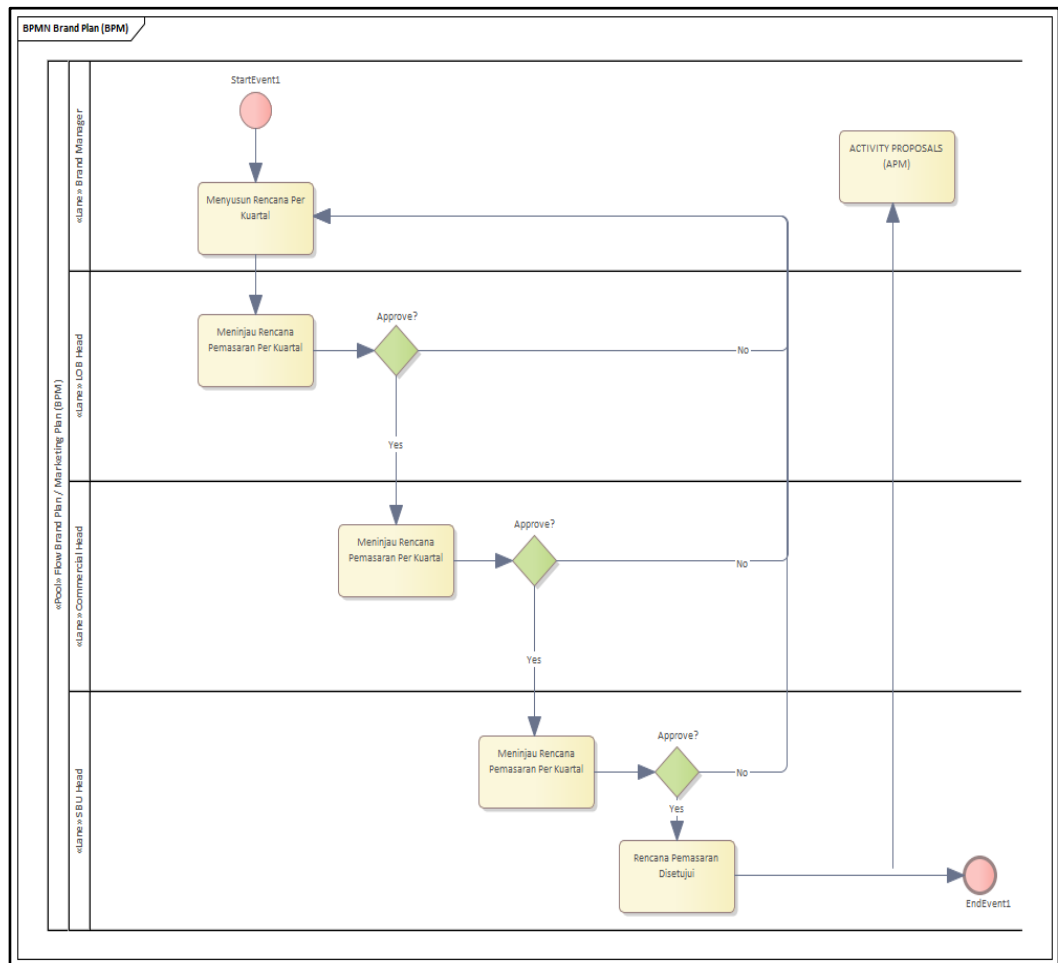 BPMN Brand Plan (BPM)
«Pool» Flow Brand Plan / Marketing Plan (BPM)
«Lane» Brand Manager
StartEvent1
Menyusun Rencana Per
Kuartal
ACTIVITY PROPOSALS
(APM)
«Lane» LOB Head
Meninjau Rencana
Pemasaran Per Kuartal
Approve?
No
Yes
«Lane» Commercial Head
Meninjau Rencana
Pemasaran Per Kuartal
Approve?
No
Yes
«Lane» SBU Head
Meninjau Rencana
Pemasaran Per Kuartal
Approve?
No
Yes
Rencana Pemasaran
Disetujui
EndEvent1